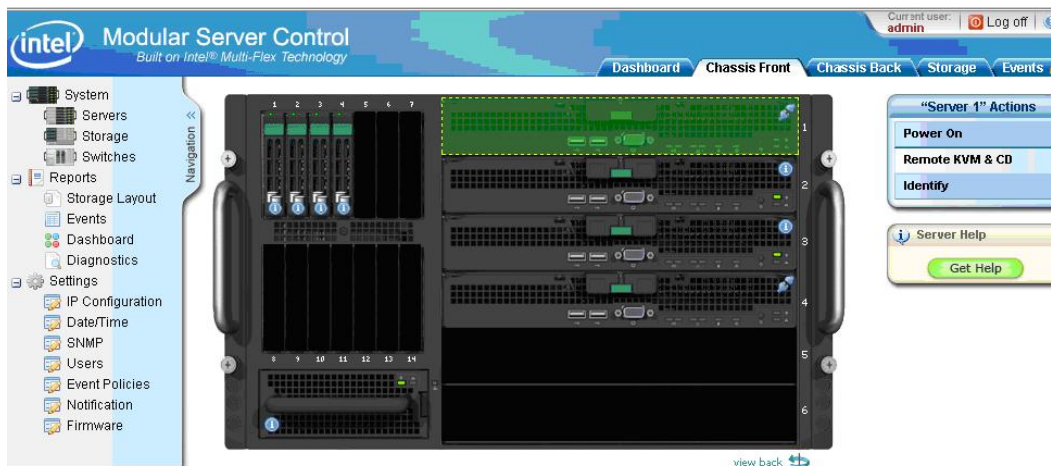 intel
Modular Server Control
Built on Intel® Multi-Flex Technology
Current user:
admin
Log off
Dashboard
Chassis Front
Chassis Back
Storage
Events
System
Servers
Storage
Switches
Reports
Storage Layout
Events
Dashboard
Diagnostics
Settings
IP Configuration
Date/Time
SNMP
Users
Event Policies
Notification
Firmware
Navigation
1 2 3 4 5 6 7
8 9 10 11 12 13 14
1
2
3
4
5
6
view back
"Server 1" Actions
Power On
Remote KVM & CD
Identify
Server Help
Get Help